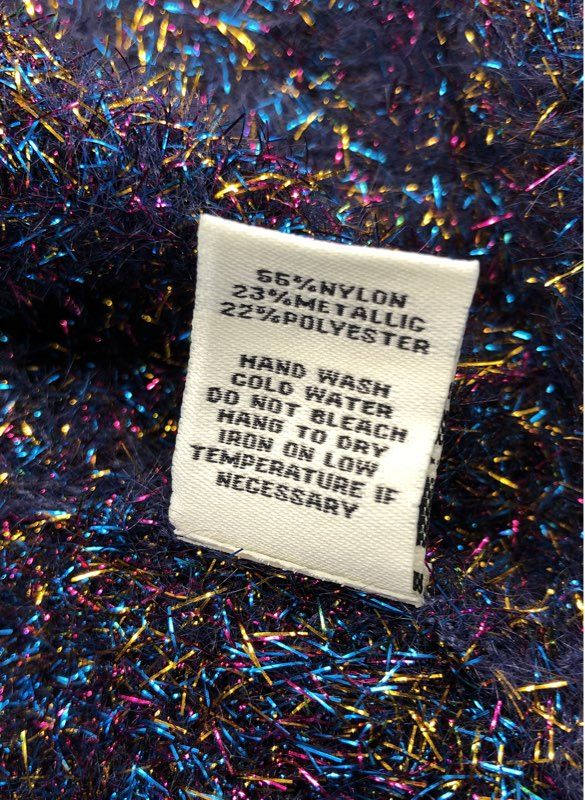 55%NYLON
23%METALLIC
22%POLYESTER
HAND WASH
COLD WATER
DO NOT BLEACH
HANG TO DRY
IRON ON LOW
TEMPERATURE IF
NECESSARY